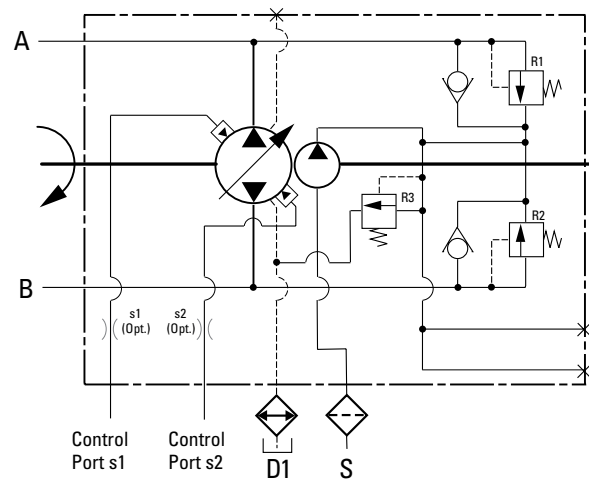 A
R1
R3
R2
B
s1
(Opt.)
s2
(Opt.)
Control
Port s1
Control
Port s2
D1
S